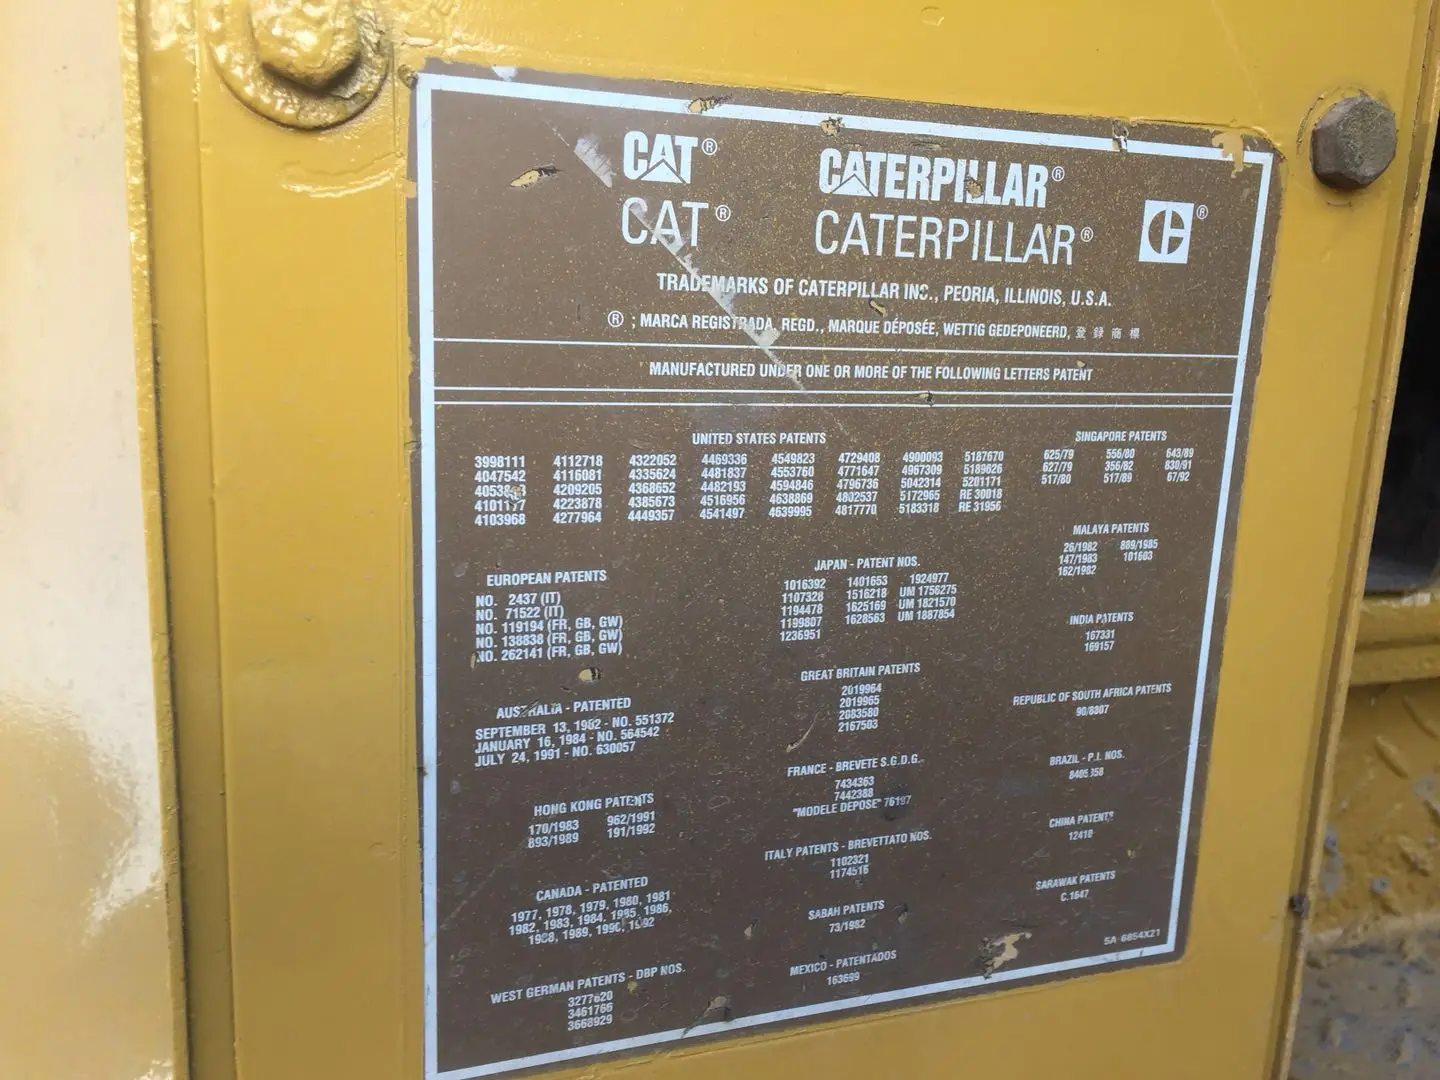 CAT® CATERPILLAR®
CAT® CATERPILLAR® C®
TRADEMARKS OF CATERPILLAR INC., PEORIA, ILLINOIS, U.S.A.
® ; MARCA REGISTRADA, REGD., MARQUE DÉPOSÉE, WETTIG GEDEPONEERD, 登録商標
MANUFACTURED UNDER ONE OR MORE OF THE FOLLOWING LETTERS PATENT
UNITED STATES PATENTS
3998111 4112718 4322052 4469336 4549823 4729408 4900093 5187670
4047542 4116081 4335624 4481837 4553760 4771647 4967309 5189626
4209205 4368652 4482193 4594846 4796736 5042314 5201171
4223878 4385673 4516956 4638869 4802537 5172965 RE 30018
4103968 4277964 4449357 4541497 4639995 4817770 5183318 RE 31956
SINGAPORE PATENTS
625/79 556/80 643/89
627/79 356/82 830/91
517/80 517/89 67/92
MALAYA PATENTS
26/1982 889/1985
147/1983 101603
162/1982
EUROPEAN PATENTS
NO. 2437 (IT)
NO. 71522 (IT)
NO. 119194 (FR, GB, GW)
NO. 138838 (FR, GB, GW)
NO. 262141 (FR, GB, GW)
JAPAN - PATENT NOS.
1016392 1401653 1924977
1107328 1516218 UM 1756275
1194478 1625169 UM 1821570
1199807 1628563 UM 1887854
1236951
INDIA PATENTS
167331
169157
GREAT BRITAIN PATENTS
2019964
2019965
2083580
2167503
REPUBLIC OF SOUTH AFRICA PATENTS
90/8807
AUSTRALIA - PATENTED
SEPTEMBER 13, 1982 - NO. 551372
JANUARY 16, 1984 - NO. 564542
JULY 24, 1991 - NO. 630057
FRANCE - BREVETE S.G.D.G.
7434363
7442388
"MODELE DEPOSE" 76197
BRAZIL - P.I. NOS.
HONG KONG PATENTS
170/1983 962/1991
893/1989 191/1992
CHINA PATENTS
12418
ITALY PATENTS - BREVETTATO NOS.
1102321
1174516
CANADA - PATENTED
1977, 1978, 1979, 1980, 1981
1982, 1983, 1984, 1985, 1986,
1988, 1989, 1990, 1992
SARAWAK PATENTS
C.1647
SABAH PATENTS
73/1982
WEST GERMAN PATENTS - DBP NOS.
3277620
3461766
3668929
MEXICO - PATENTADOS
163699
5A-6854X21